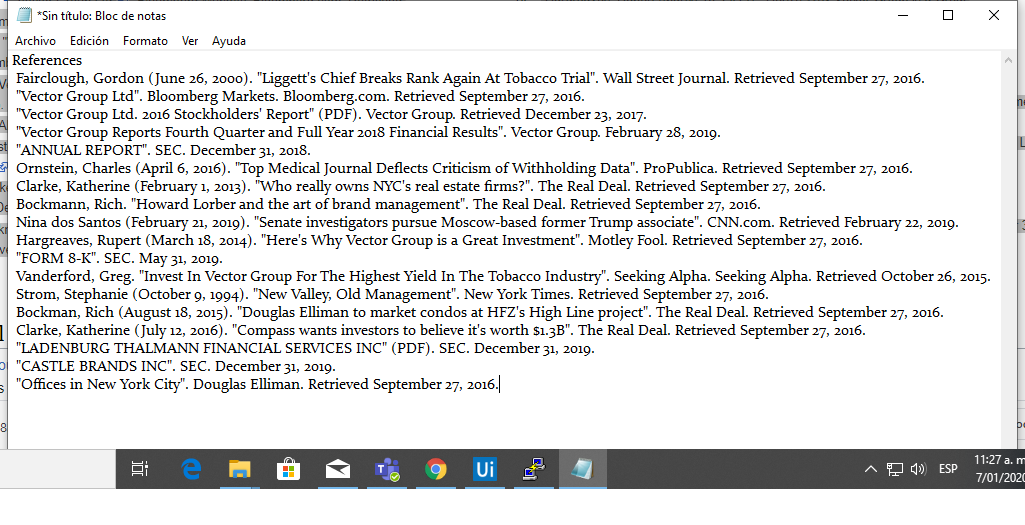 *Sin título: Bloc de notas
Archivo Edición Formato Ver Ayuda
References
Fairclough, Gordon (June 26, 2000). "Liggett's Chief Breaks Rank Again At Tobacco Trial". Wall Street Journal. Retrieved September 27, 2016.
"Vector Group Ltd". Bloomberg Markets. Bloomberg.com. Retrieved September 27, 2016.
"Vector Group Ltd. 2016 Stockholders' Report" (PDF). Vector Group. Retrieved December 23, 2017.
"Vector Group Reports Fourth Quarter and Full Year 2018 Financial Results". Vector Group. February 28, 2019.
"ANNUAL REPORT". SEC. December 31, 2018.
Ornstein, Charles (April 6, 2016). "Top Medical Journal Deflects Criticism of Withholding Data". ProPublica. Retrieved September 27, 2016.
Clarke, Katherine (February 1, 2013). "Who really owns NYC's real estate firms?". The Real Deal. Retrieved September 27, 2016.
Bockmann, Rich. "Howard Lorber and the art of brand management". The Real Deal. Retrieved September 27, 2016.
Nina dos Santos (February 21, 2019). "Senate investigators pursue Moscow-based former Trump associate". CNN.com. Retrieved February 22, 2019.
Hargreaves, Rupert (March 18, 2014). "Here's Why Vector Group is a Great Investment". Motley Fool. Retrieved September 27, 2016.
"FORM 8-K". SEC. May 31, 2019.
Vanderford, Greg. "Invest In Vector Group For The Highest Yield In The Tobacco Industry". Seeking Alpha. Seeking Alpha. Retrieved October 26, 2015.
Strom, Stephanie (October 9, 1994). "New Valley, Old Management". New York Times. Retrieved September 27, 2016.
Bockman, Rich (August 18, 2015). "Douglas Elliman to market condos at HFZ's High Line project". The Real Deal. Retrieved September 27, 2016.
Clarke, Katherine (July 12, 2016). "Compass wants investors to believe it's worth $1.3B". The Real Deal. Retrieved September 27, 2016.
"LADENBURG THALMANN FINANCIAL SERVICES INC" (PDF). SEC. December 31, 2019.
"CASTLE BRANDS INC". SEC. December 31, 2019.
"Offices in New York City". Douglas Elliman. Retrieved September 27, 2016.
Ui
ESP
11:27 a. m
7/01/2020